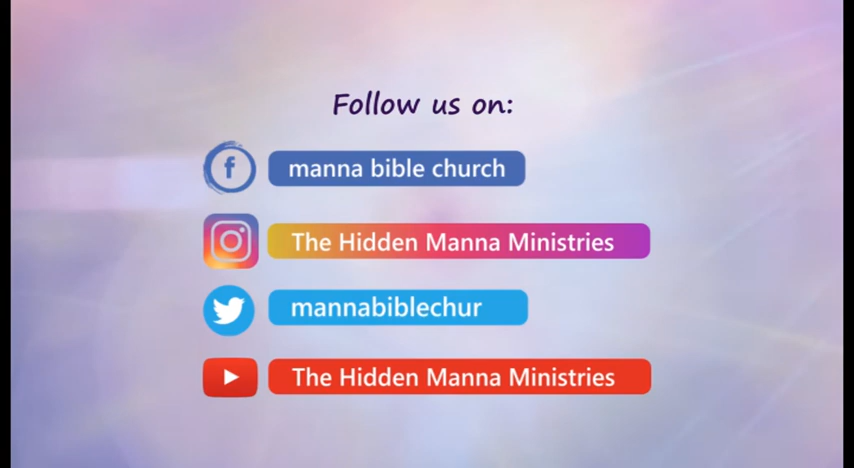 Follow us on:
manna bible church
The Hidden Manna Ministries
mannabiblechur
The Hidden Manna Ministries